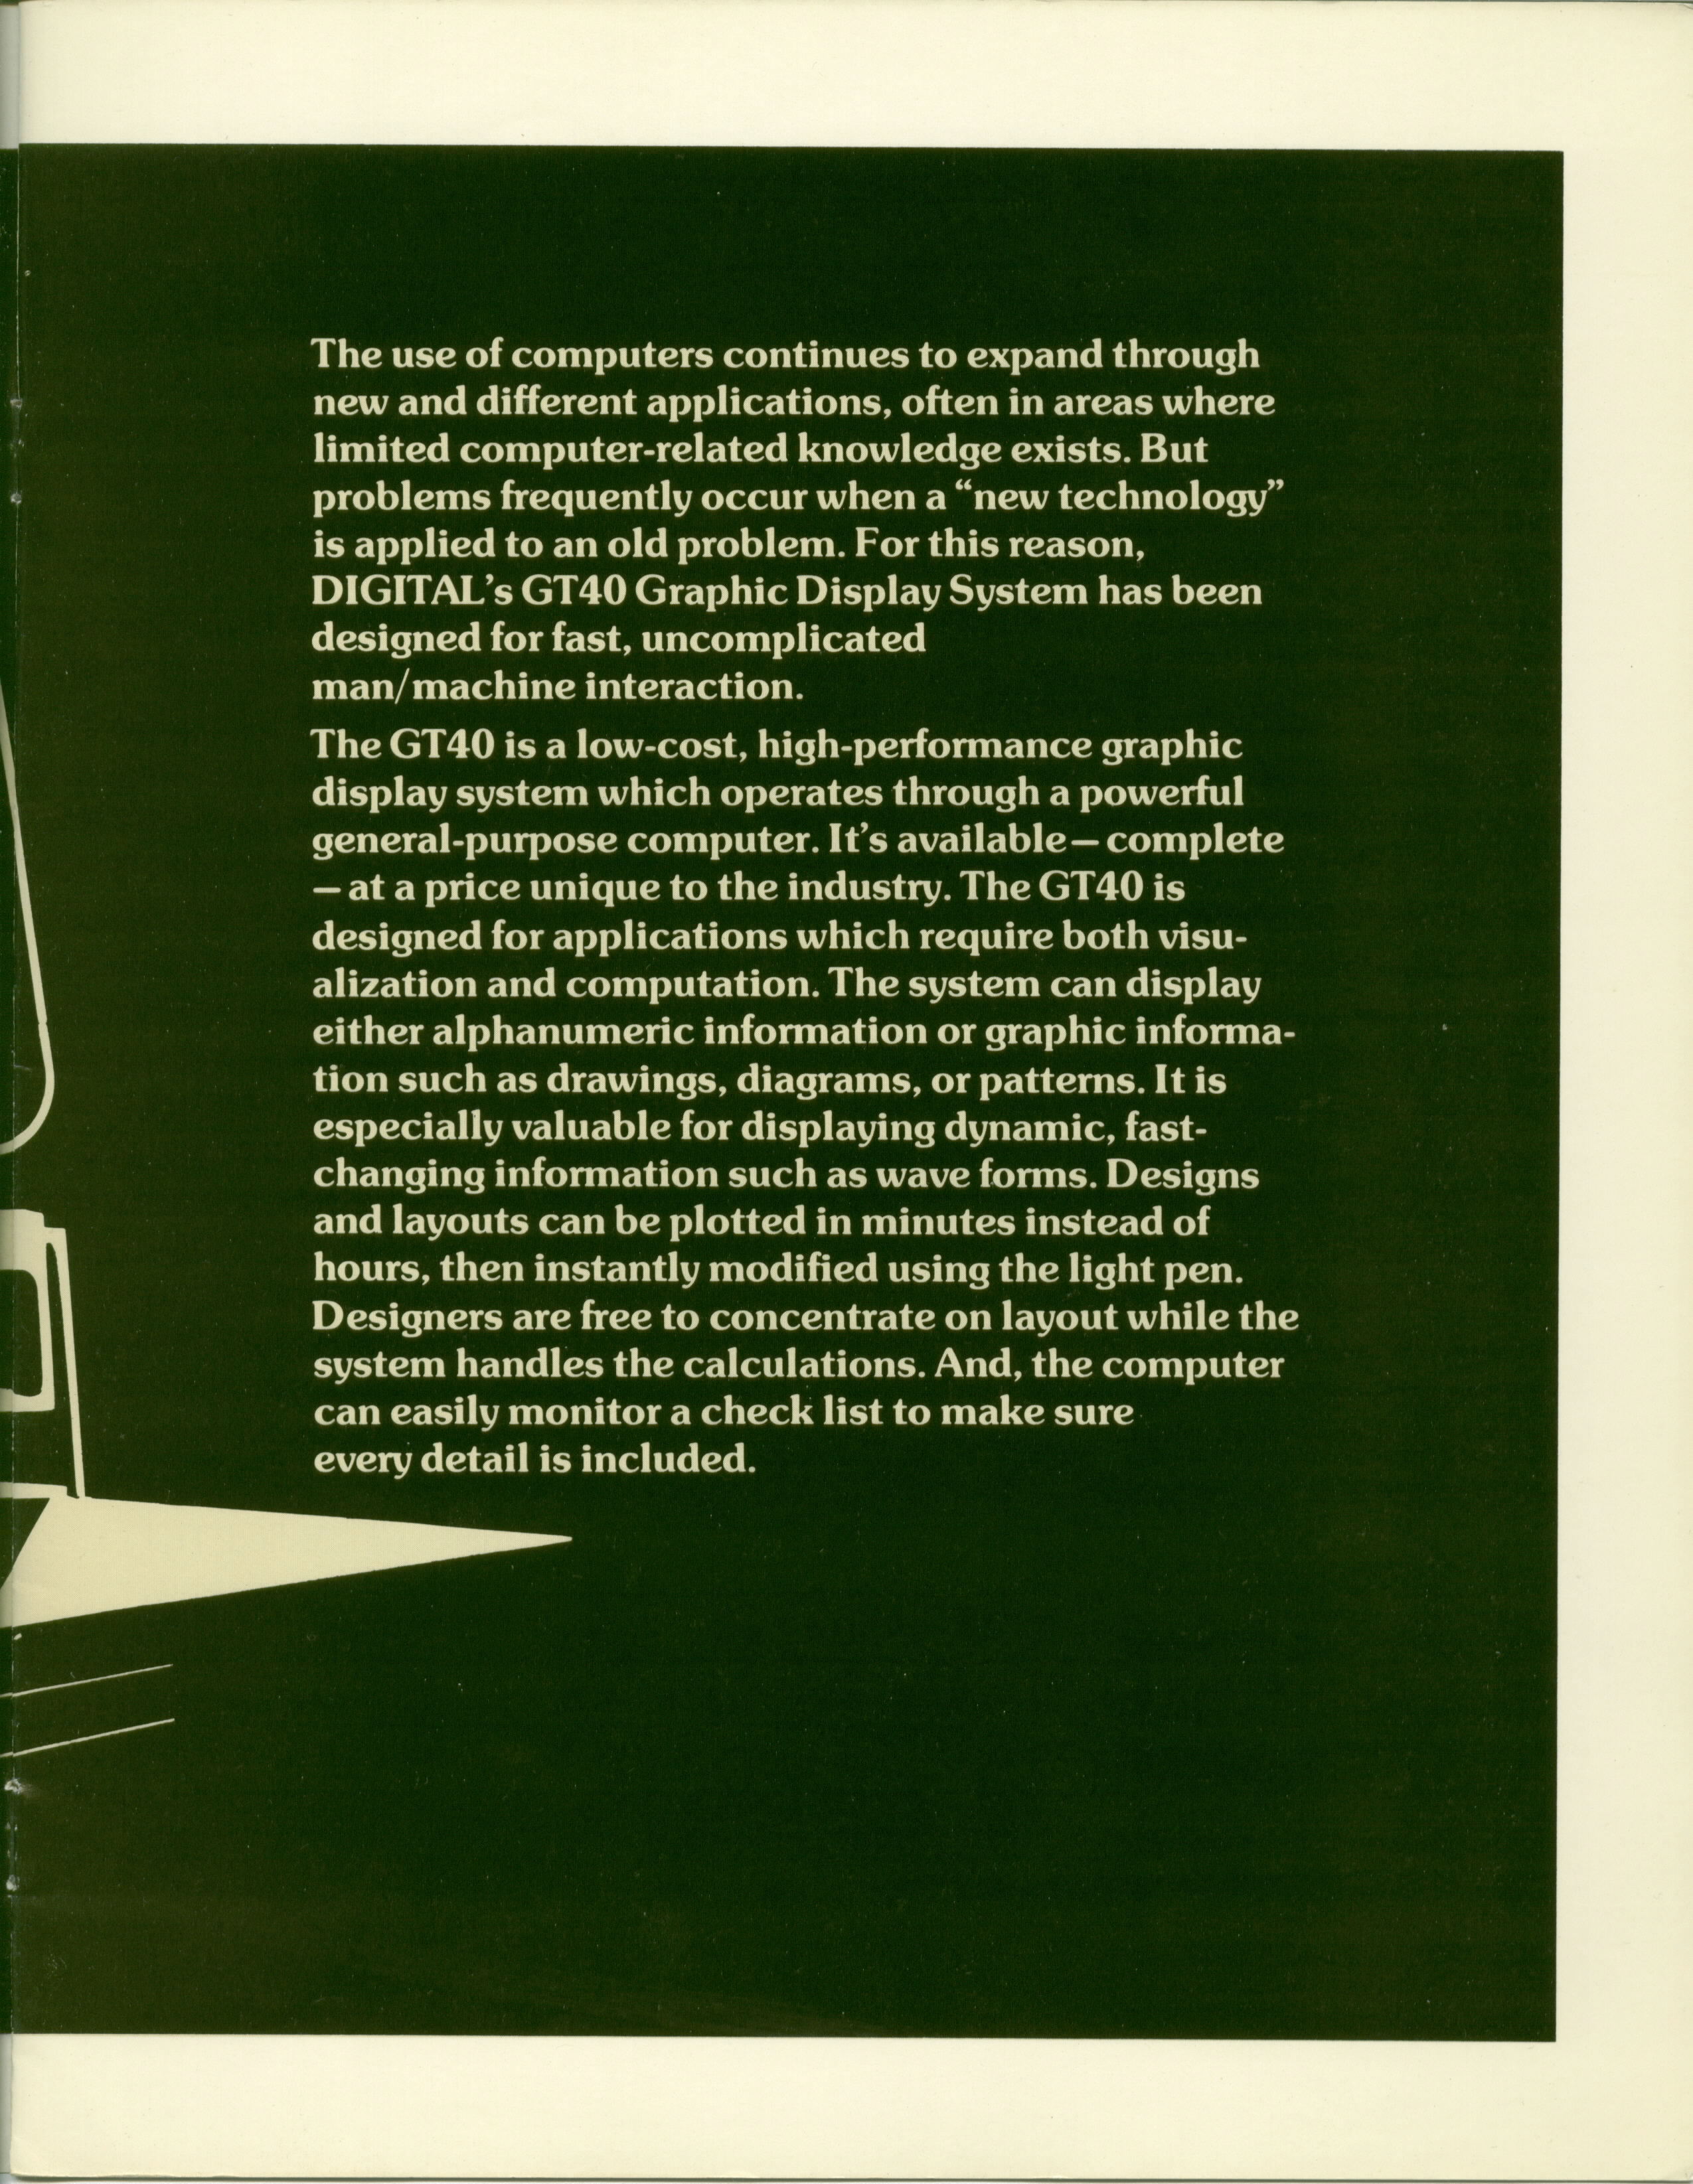 The use of computers continues to expand through
new and different applications, often in areas where
limited computer-related knowledge exists. But
problems frequently occur when a “new technology”
is applied to an old problem. For this reason,
DIGITAL’s GT40 Graphic Display System has been
designed for fast, uncomplicated
man/machine interaction.
The GT40 is a low-cost, high-performance graphic
display system which operates through a powerful
general-purpose computer. It’s available—complete
—at a price unique to the industry. The GT40 is
designed for applications which require both visu-
alization and computation. The system can display
either alphanumeric information or graphic informa-
tion such as drawings, diagrams, or patterns. It is
especially valuable for displaying dynamic, fast-
changing information such as wave forms. Designs
and layouts can be plotted in minutes instead of
hours, then instantly modified using the light pen.
Designers are free to concentrate on layout while the
system handles the calculations. And, the computer
can easily monitor a check list to make sure
every detail is included.